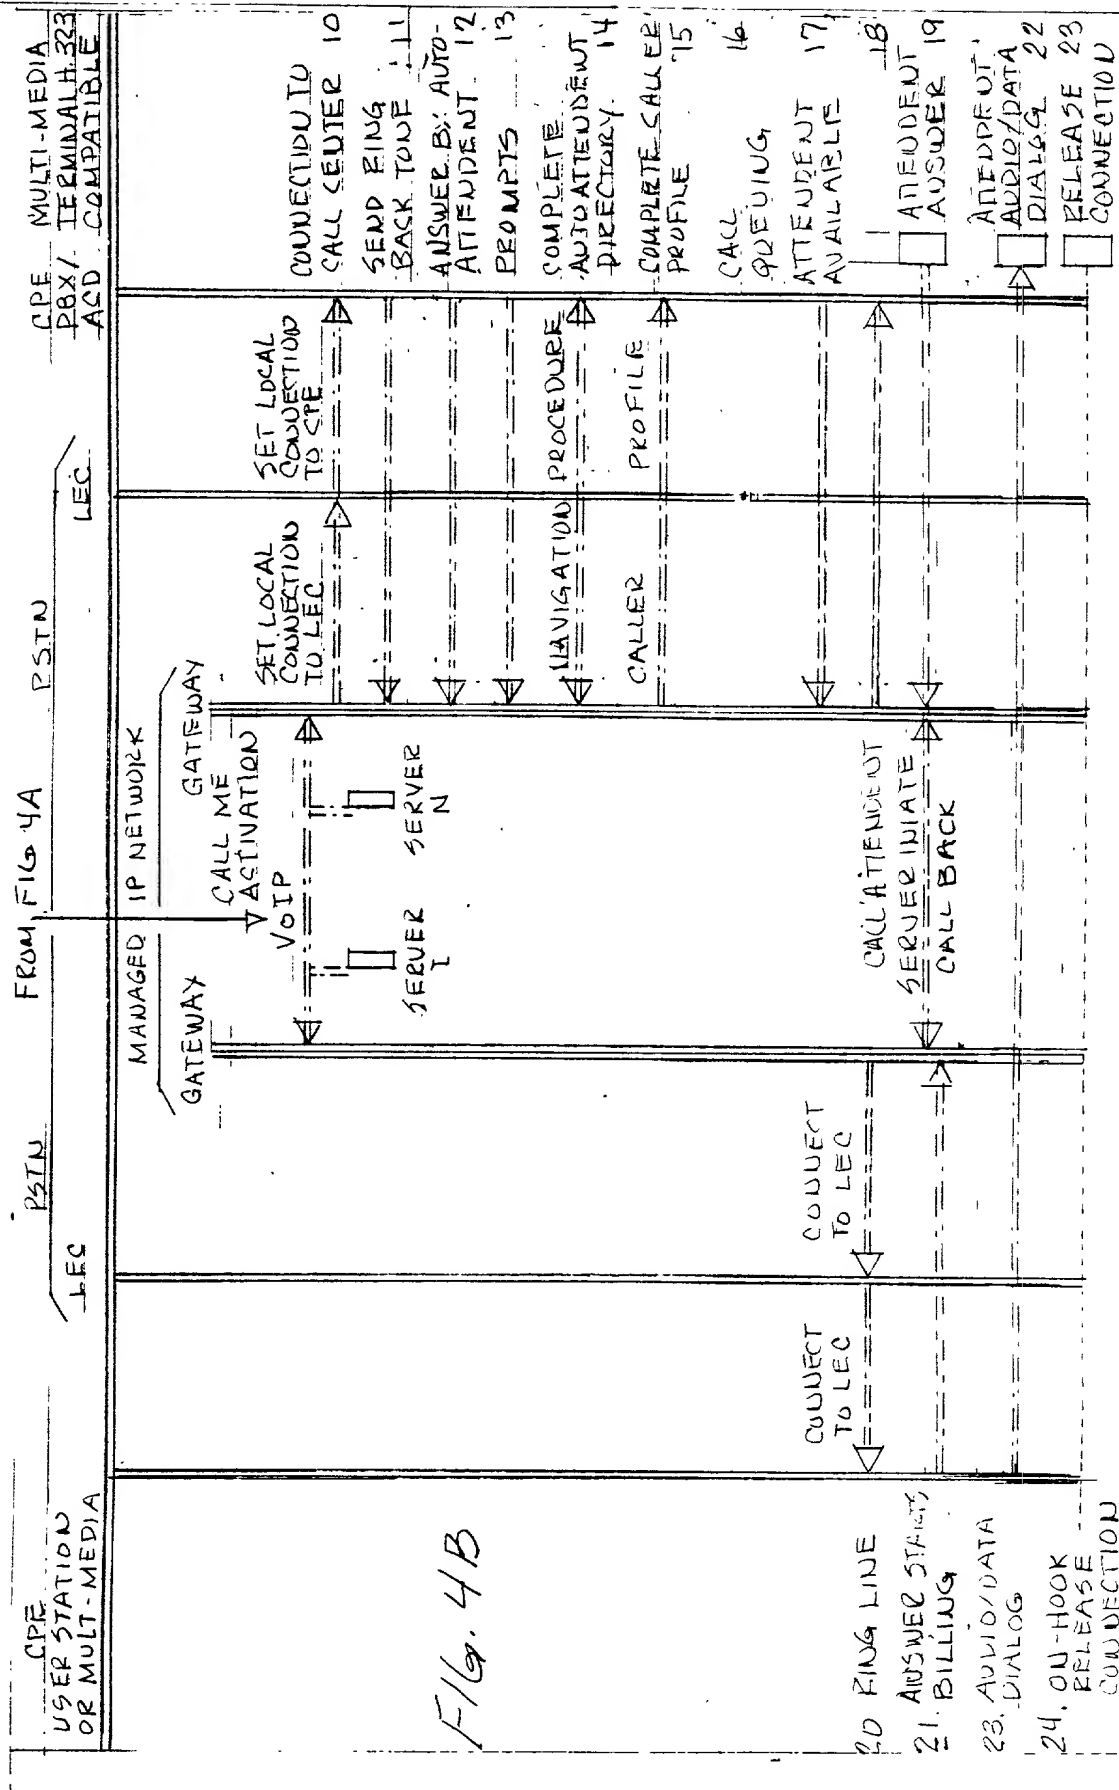 FROM FIG 4A
CPE
USER STATION
OR MULT-MEDIA
PSTN
LEC
MANAGED IP NETWORK
GATEWAY
GATEWAY
PSTN
LEC
CPE MULTI-MEDIA
PBX/ TERMINAL H.323
ACD COMPATIBLE
CALL ME
VOIP
SERVER
I
SERVER
N
SET LOCAL
CONNECTION
TO LEC
SET LOCAL
CONNECTION
TO CPE
CONNECTION TO
CALL CENTER 10
SEND RING
BACK TONE 11
ANSWER BY AUTO-
ATTENDENT 12
PROMPTS 13
NAVIGATION PROCEDURE
COMPLETE
AUTO ATTENDENT
DIRECTORY 14
CALLER PROFILE
COMPLETE CALLER
PROFILE 15
CALL 16
QUEUING
ATTENDENT 17
AVAILABLE
18
ATTENDENT
ANSWER 19
ATTEDPENT
AUDIO/DATA
DIALOG 22
RELEASE 23
CONNECTION
CALL ATTENDENT
SERVER INIATE
CALL BACK
CONNECT
TO LEC
CONNECT
TO LEC
20 RING LINE
21. ANSWER STARTS
BILLING
23. AUDIO/DATA
DIALOG
24. ON-HOOK
RELEASE
CONNECTION
FIG. 4B